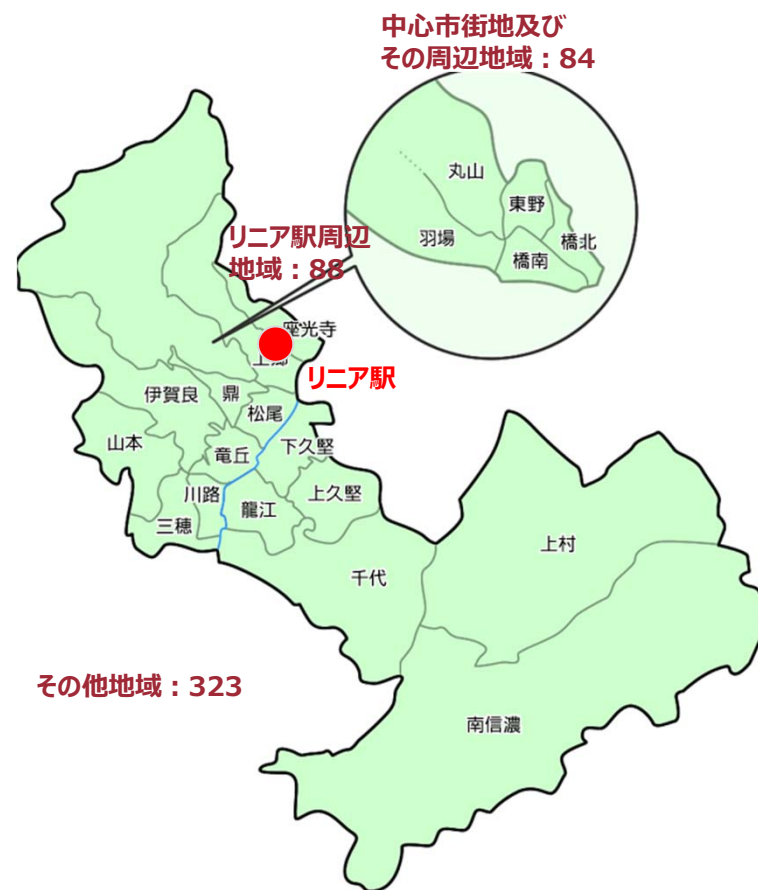 中心市街地及び
その周辺地域：84
丸山
東野
羽場
橋北
橋南
リニア駅周辺
地域：88
座光寺
上郷
リニア駅
伊賀良
鼎
松尾
山本
竜丘
下久堅
川路
上久堅
龍江
三穂
上村
千代
その他地域：323
南信濃